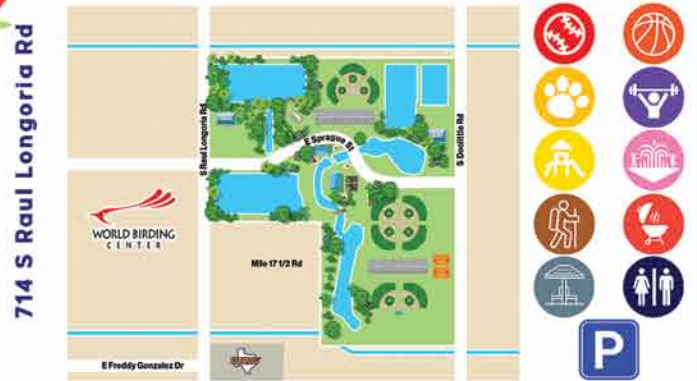 714 S Raul Longoria Rd
S Raul Longoria Rd
E Sprague St
S Doolittle Rd
WORLD BIRDING
CENTER
Mile 17 1/2 Rd
E Freddy Gonzalez Dr
P